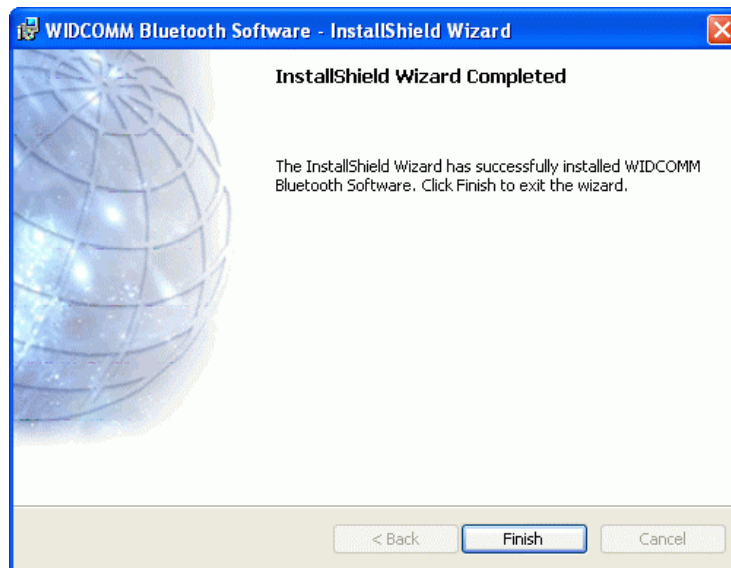 WIDCOMM Bluetooth Software - InstallShield Wizard
InstallShield Wizard Completed
The InstallShield Wizard has successfully installed WIDCOMM
Bluetooth Software. Click Finish to exit the wizard.
< Back Finish Cancel